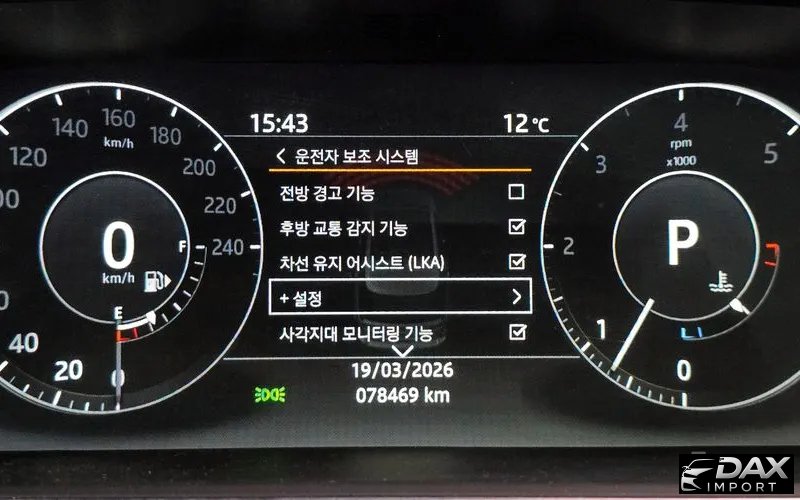 15:43
12 °C
< 운전자 보조 시스템
전방 경고 기능
후방 교통 감지 기능
차선 유지 어시스트 (LKA)
+ 설정
사각지대 모니터링 기능
19/03/2026
078469 km
0
20
40
120
140
160
km/h
180
200
220
240
0
km/h
F
E
0
1
2
3
4
5
rpm
x1000
P
DAX
IMPORT